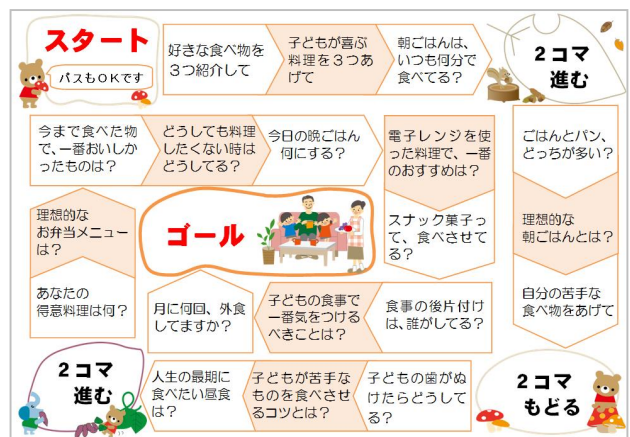 スタート
パスもOKです
好きな食べ物を
３つ紹介して
子どもが喜ぶ
料理を３つあ
げて
朝ごはんは、
いつも何分で
食べてる？
２コマ
進む
ごはんとパン、
どっちが多い？
理想的な
朝ごはんとは？
自分の苦手な
食べ物をあげて
２コマ
もどる
子どもの歯がぬ
けたらどうして
る？
子どもが苦手な
ものを食べさせ
るコツとは？
人生の最期に
食べたい昼食
は？
２コマ
進む
あなたの
得意料理は何？
理想的な
お弁当メニュー
は？
今まで食べた物
で、一番おいしか
ったものは？
どうしても料理
したくない時は
どうしてる？
今日の晩ごはん
何にする？
電子レンジを使
った料理で、一番
のおすすめは？
スナック菓子っ
て、食べさせて
る？
食事の後片付け
は、誰がしてる？
子どもの食事で
一番気をつける
べきことは？
月に何回、外食
してますか？
ゴール